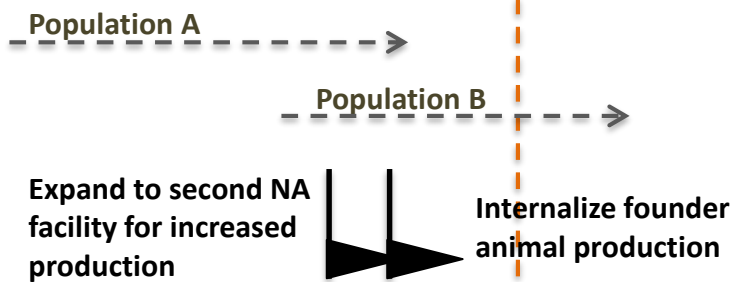 Population A
Population B
Expand to second NA
facility for increased
production
Internalize founder
animal production